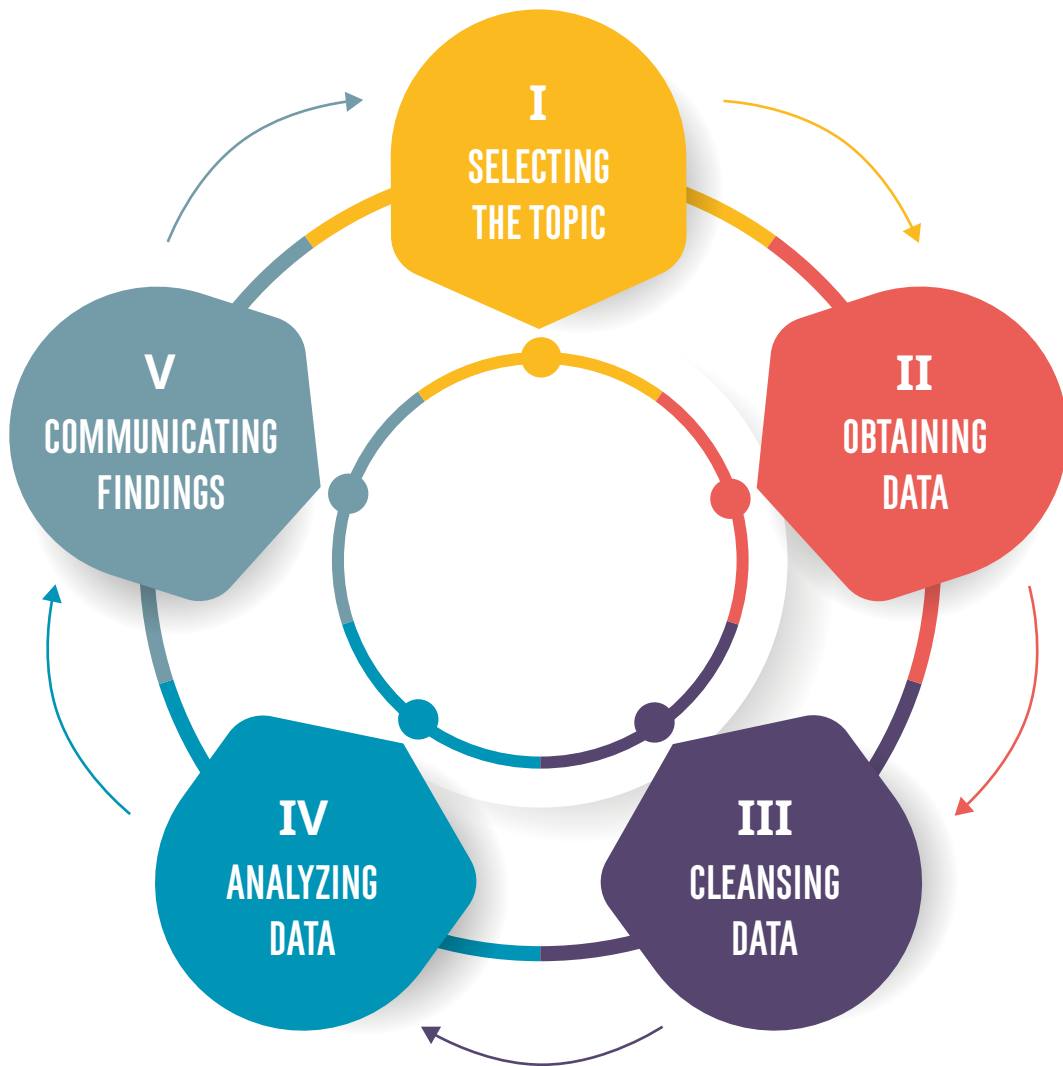 I
SELECTING
THE TOPIC
II
OBTAINING
DATA
III
CLEANSING
DATA
IV
ANALYZING
DATA
V
COMMUNICATING
FINDINGS